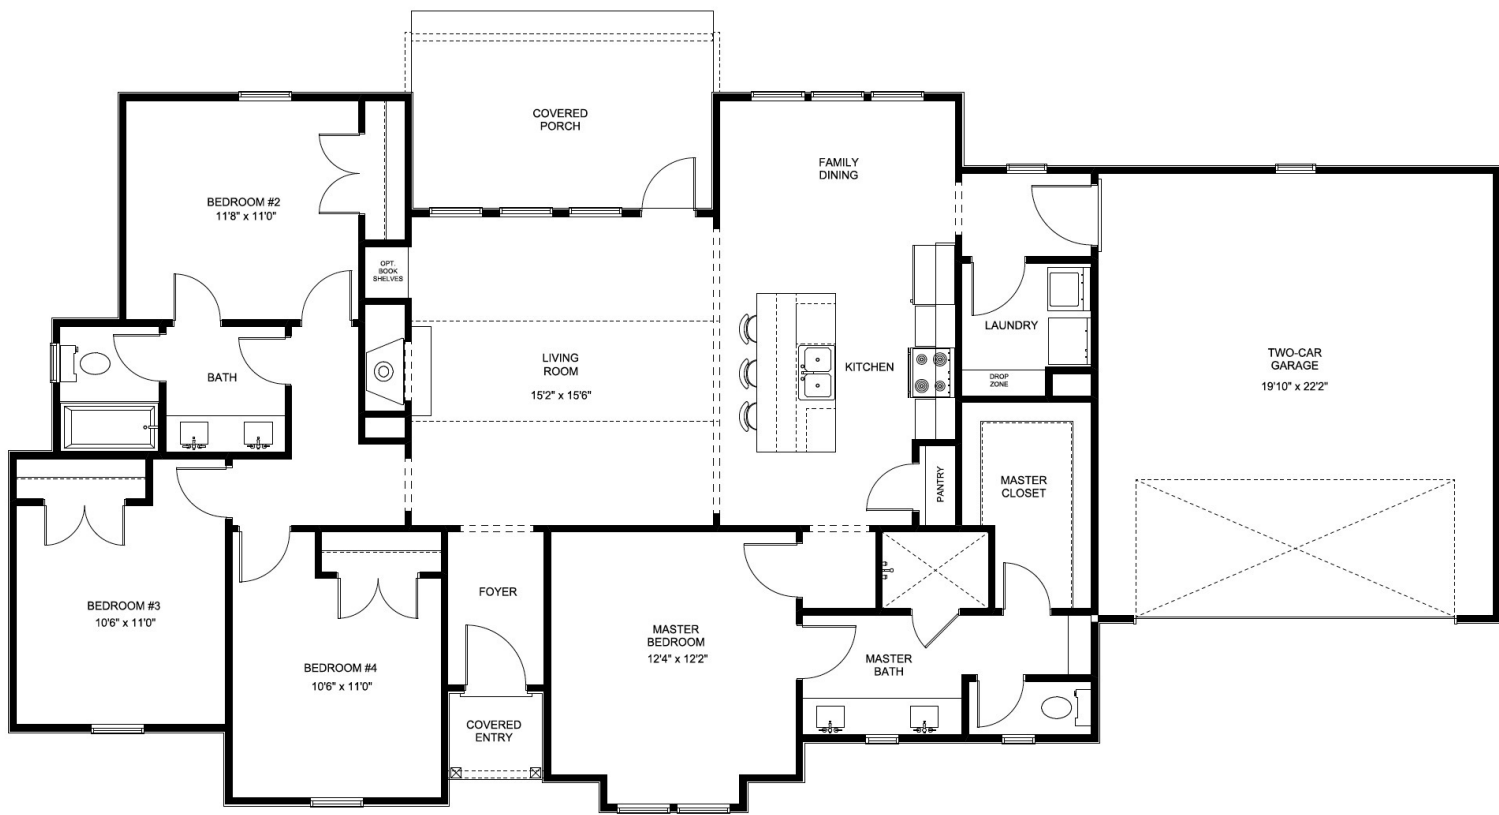 COVERED
PORCH
FAMILY
DINING
BEDROOM #2
11'8" x 11'0"
OPT.
BOOK
SHELVES
LAUNDRY
BATH
LIVING
ROOM
15'2" x 15'6"
KITCHEN
DROP
ZONE
TWO-CAR
GARAGE
19'10" x 22'2"
PANTRY
MASTER
CLOSET
BEDROOM #3
10'6" x 11'0"
FOYER
MASTER
BEDROOM
12'4" x 12'2"
BEDROOM #4
10'6" x 11'0"
MASTER
BATH
COVERED
ENTRY